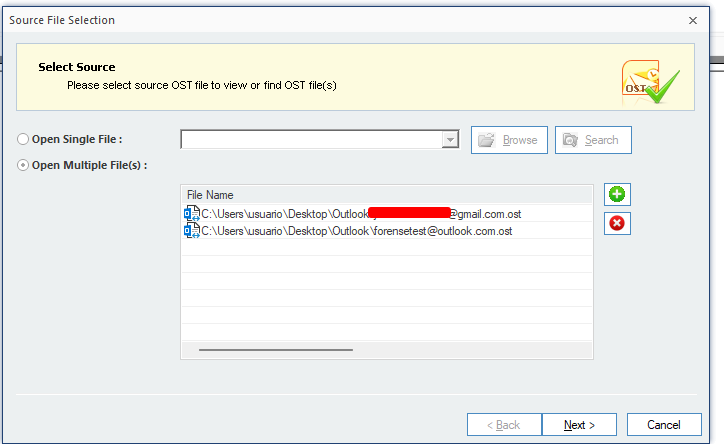 Source File Selection
Select Source
Please select source OST file to view or find OST file(s)
OST
Open Single File :
Browse
Search
Open Multiple File(s) :
File Name
C:\Users\usuario\Desktop\Outlook\ @gmail.com.ost
C:\Users\usuario\Desktop\Outlook\forensetest@outlook.com.ost
< Back
Next >
Cancel